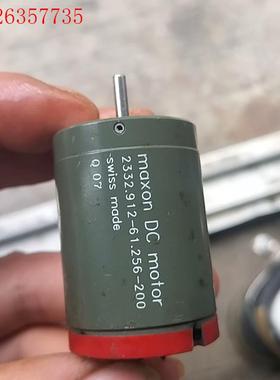 26357735
maxon DC motor
2332.912-61.256-200
swiss made
Q 07